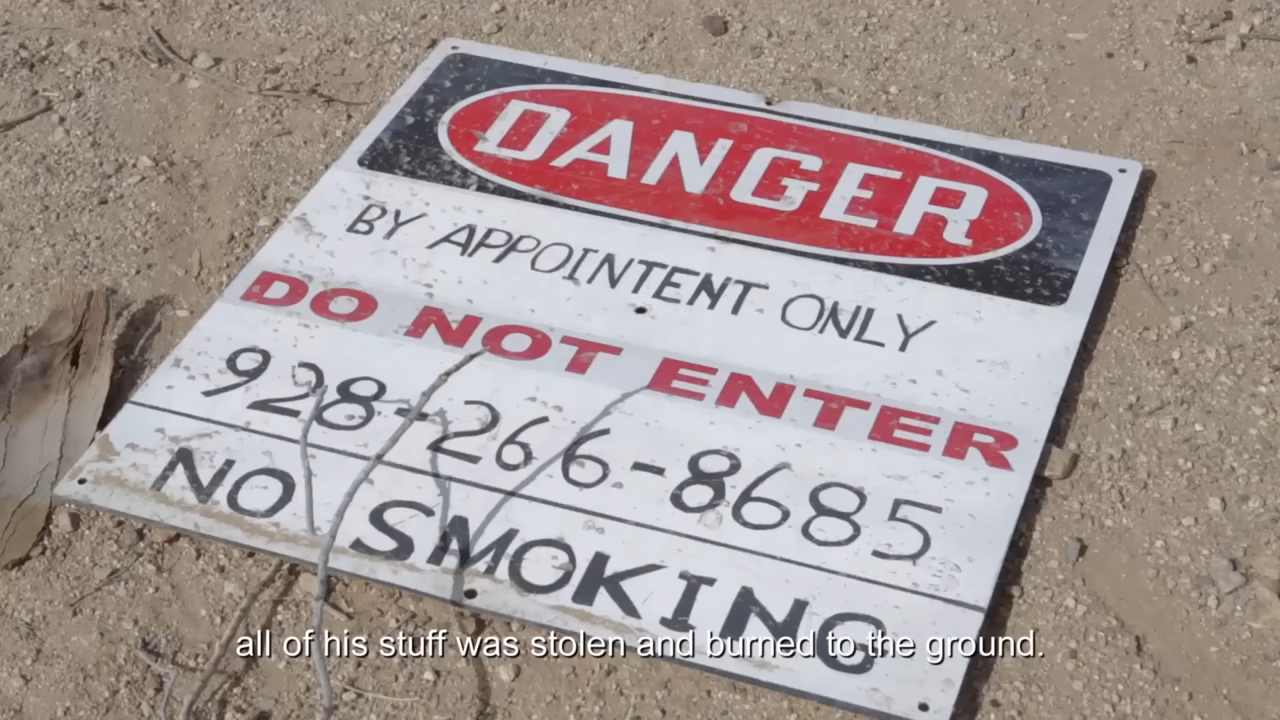 DANGER
BY APPOINTENT ONLY
DO NOT ENTER
928-266-8685
NO SMOKING
all of his stuff was stolen and burned to the ground.